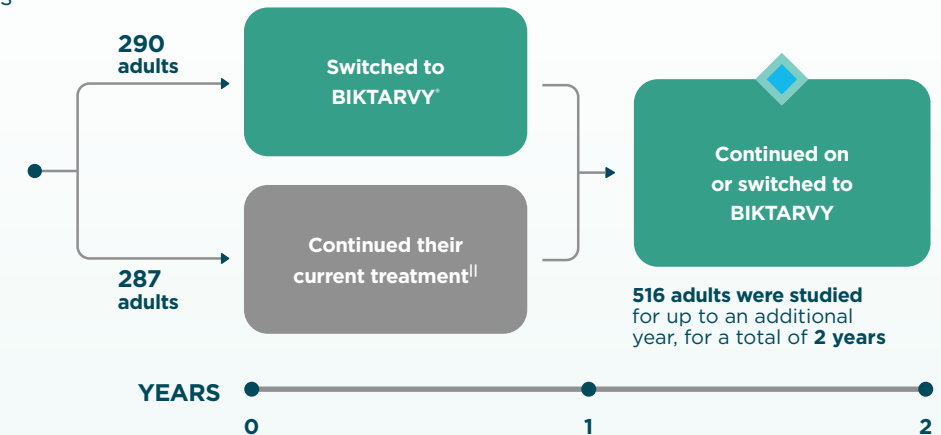 290
adults
Switched to
BIKTARVY®
Continued their
current treatment||
287
adults
Continued on
or switched to
BIKTARVY
516 adults were studied
for up to an additional
year, for a total of 2 years
YEARS
0
1
2